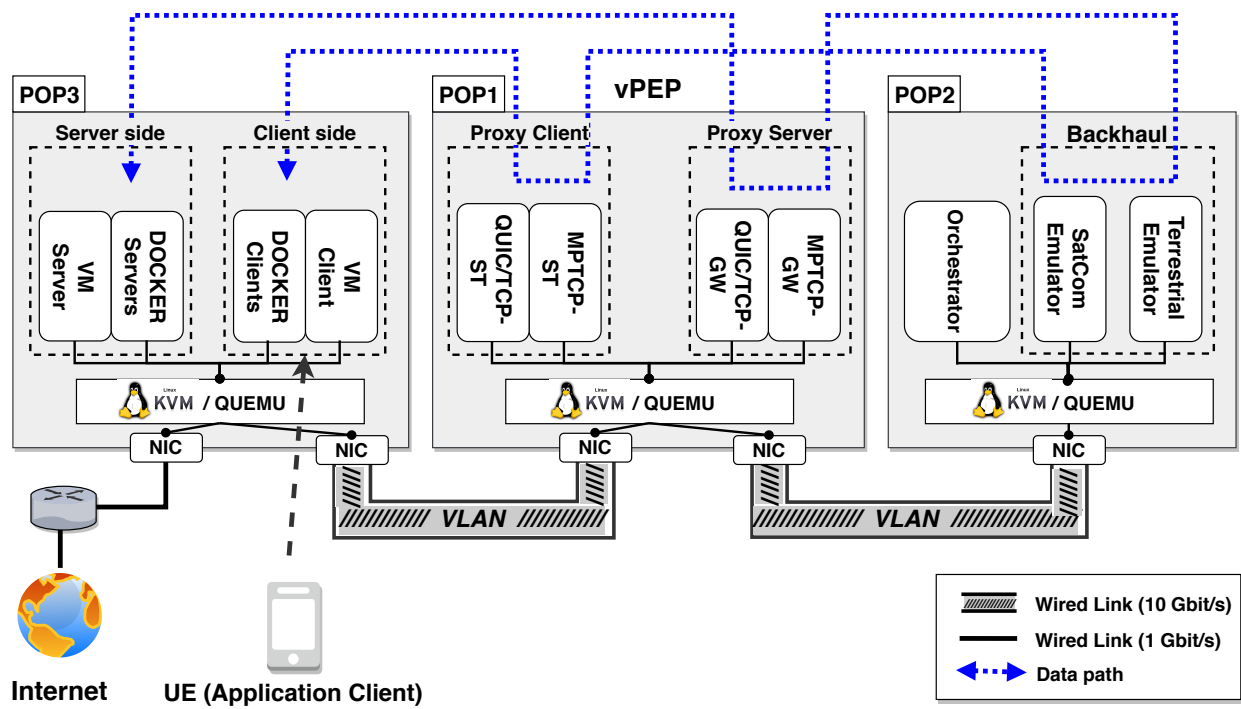 vPEP
POP3
POP1
POP2
Server side
Client side
Proxy Client
Proxy Server
Backhaul
VM
Server
DOCKER
Servers
DOCKER
Clients
VM
Client
QUIC/TCP-
ST
MPTCP-
ST
QUIC/TCP-
GW
MPTCP-
GW
Orchestrator
SatCom
Emulator
Terrestrial
Emulator
Linux
KVM / QUEMU
Linux
KVM / QUEMU
Linux
KVM / QUEMU
NIC
NIC
NIC
NIC
NIC
VLAN
VLAN
Internet
UE (Application Client)
Wired Link (10 Gbit/s)
Wired Link (1 Gbit/s)
Data path